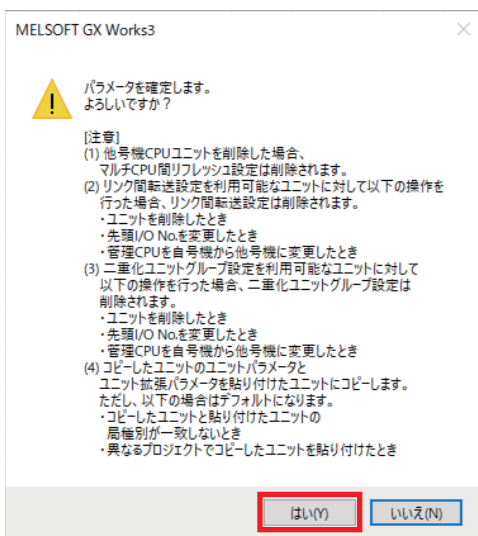 MELSOFT GX Works3
パラメータを確定します。
よろしいですか？
[注意]
(1) 他号機CPUユニットを削除した場合、
マルチCPU間リフレッシュ設定は削除されます。
(2) リンク間転送設定を利用可能なユニットに対して以下の操作を
行った場合、リンク間転送設定は削除されます。
・ユニットを削除したとき
・先頭I/O No.を変更したとき
・管理CPUを自号機から他号機に変更したとき
(3) 二重化ユニットグループ設定を利用可能なユニットに対して
以下の操作を行った場合、二重化ユニットグループ設定は
削除されます。
・ユニットを削除したとき
・先頭I/O No.を変更したとき
・管理CPUを自号機から他号機に変更したとき
(4) コピーしたユニットのユニットパラメータと
ユニット拡張パラメータを貼り付けたユニットにコピーします。
ただし、以下の場合はデフォルトになります。
・コピーしたユニットと貼り付けたユニットの
局種別が一致しないとき
・異なるプロジェクトでコピーしたユニットを貼り付けたとき
はい(Y)
いいえ(N)